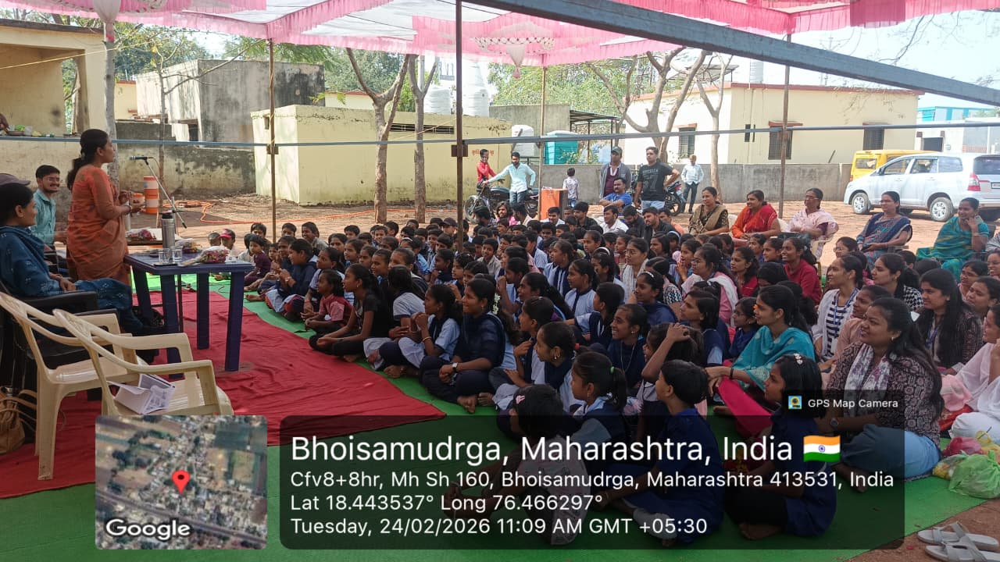 GPS Map Camera
Bhoisamudrga, Maharashtra, India
Cfv8+8hr, Mh Sh 160, Bhoisamudrga, Maharashtra 413531, India
Lat 18.443537° Long 76.466297°
Tuesday, 24/02/2026 11:09 AM GMT +05:30
Google